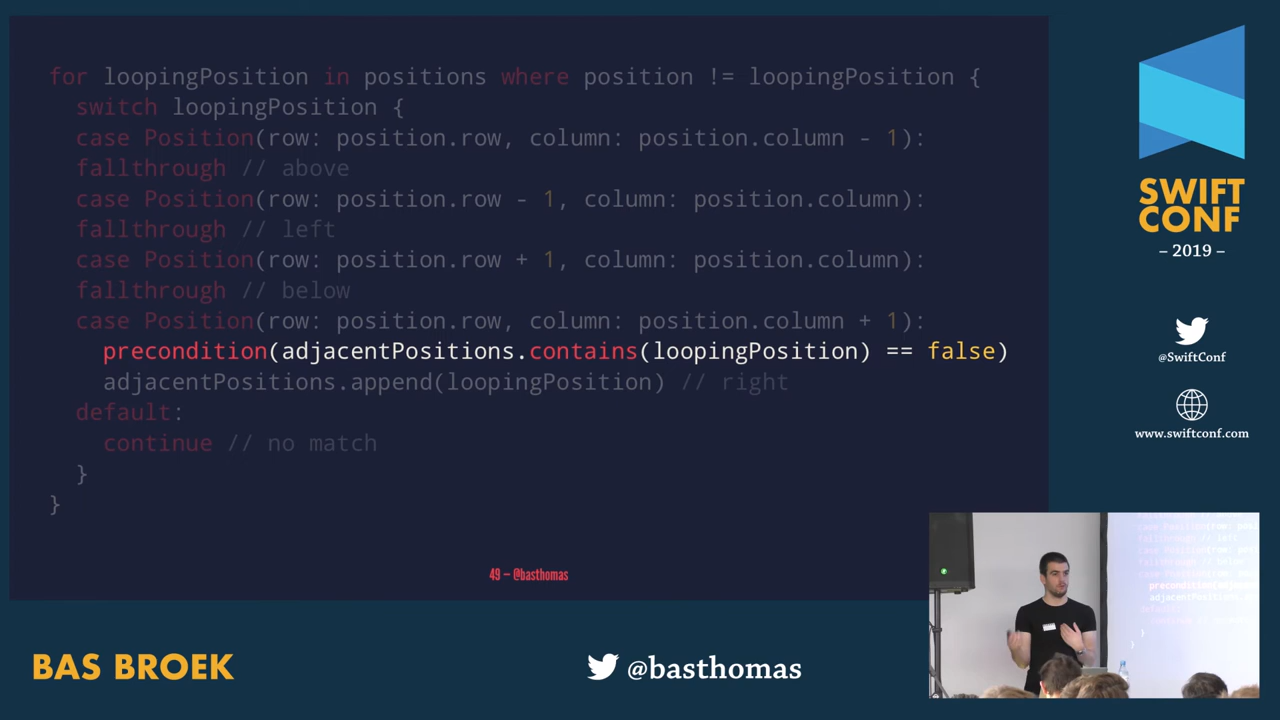 for loopingPosition in positions where position != loopingPosition {
switch loopingPosition {
case Position(row: position.row, column: position.column - 1):
fallthrough // above
case Position(row: position.row - 1, column: position.column):
fallthrough // left
case Position(row: position.row + 1, column: position.column):
fallthrough // below
case Position(row: position.row, column: position.column + 1):
precondition(adjacentPositions.contains(loopingPosition) == false)
adjacentPositions.append(loopingPosition) // right
default:
continue // no match
}
}
49 – @basthomas
SWIFT
CONF
– 2019 –
@SwiftConf
www.swiftconf.com
BAS BROEK
@basthomas